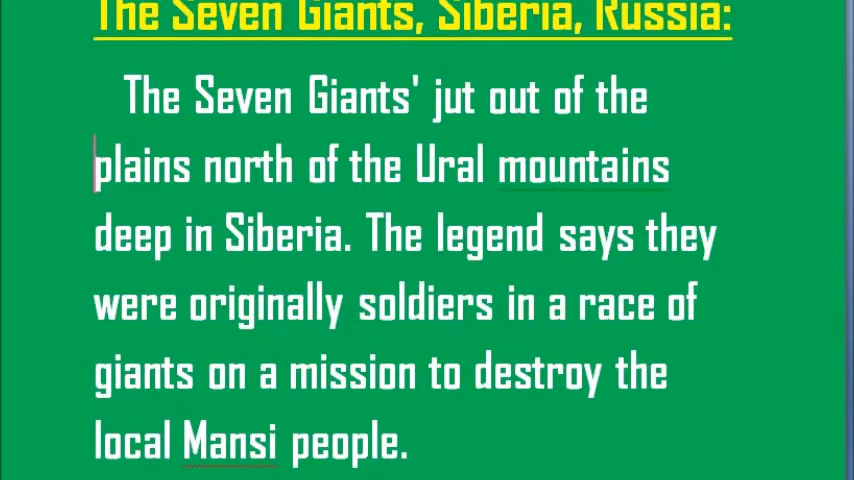 The Seven Giants, Siberia, Russia:
The Seven Giants' jut out of the
plains north of the Ural mountains
deep in Siberia. The legend says they
were originally soldiers in a race of
giants on a mission to destroy the
local Mansi people.